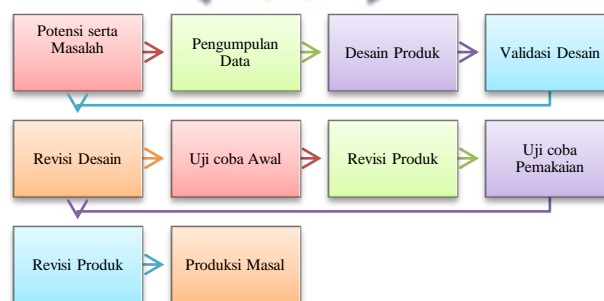 Potensi serta
Masalah
Pengumpulan
Data
Desain Produk
Validasi Desain
Revisi Desain
Uji coba Awal
Revisi Produk
Uji coba
Pemakaian
Revisi Produk
Produksi Masal